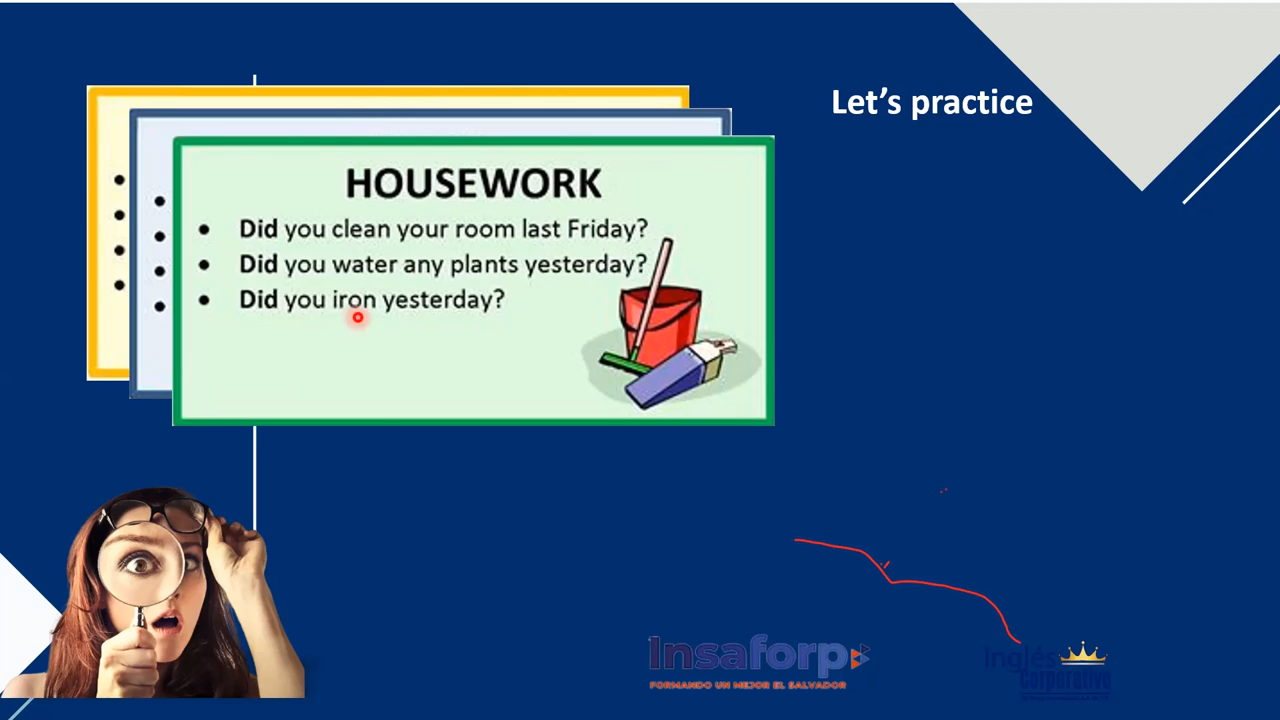 Let's practice
HOUSEWORK
• Did you clean your room last Friday?
• Did you water any plants yesterday?
• Did you iron yesterday?
Insaforp
FORMANDO UN MEJOR EL SALVADOR
Inglés
Corporativo